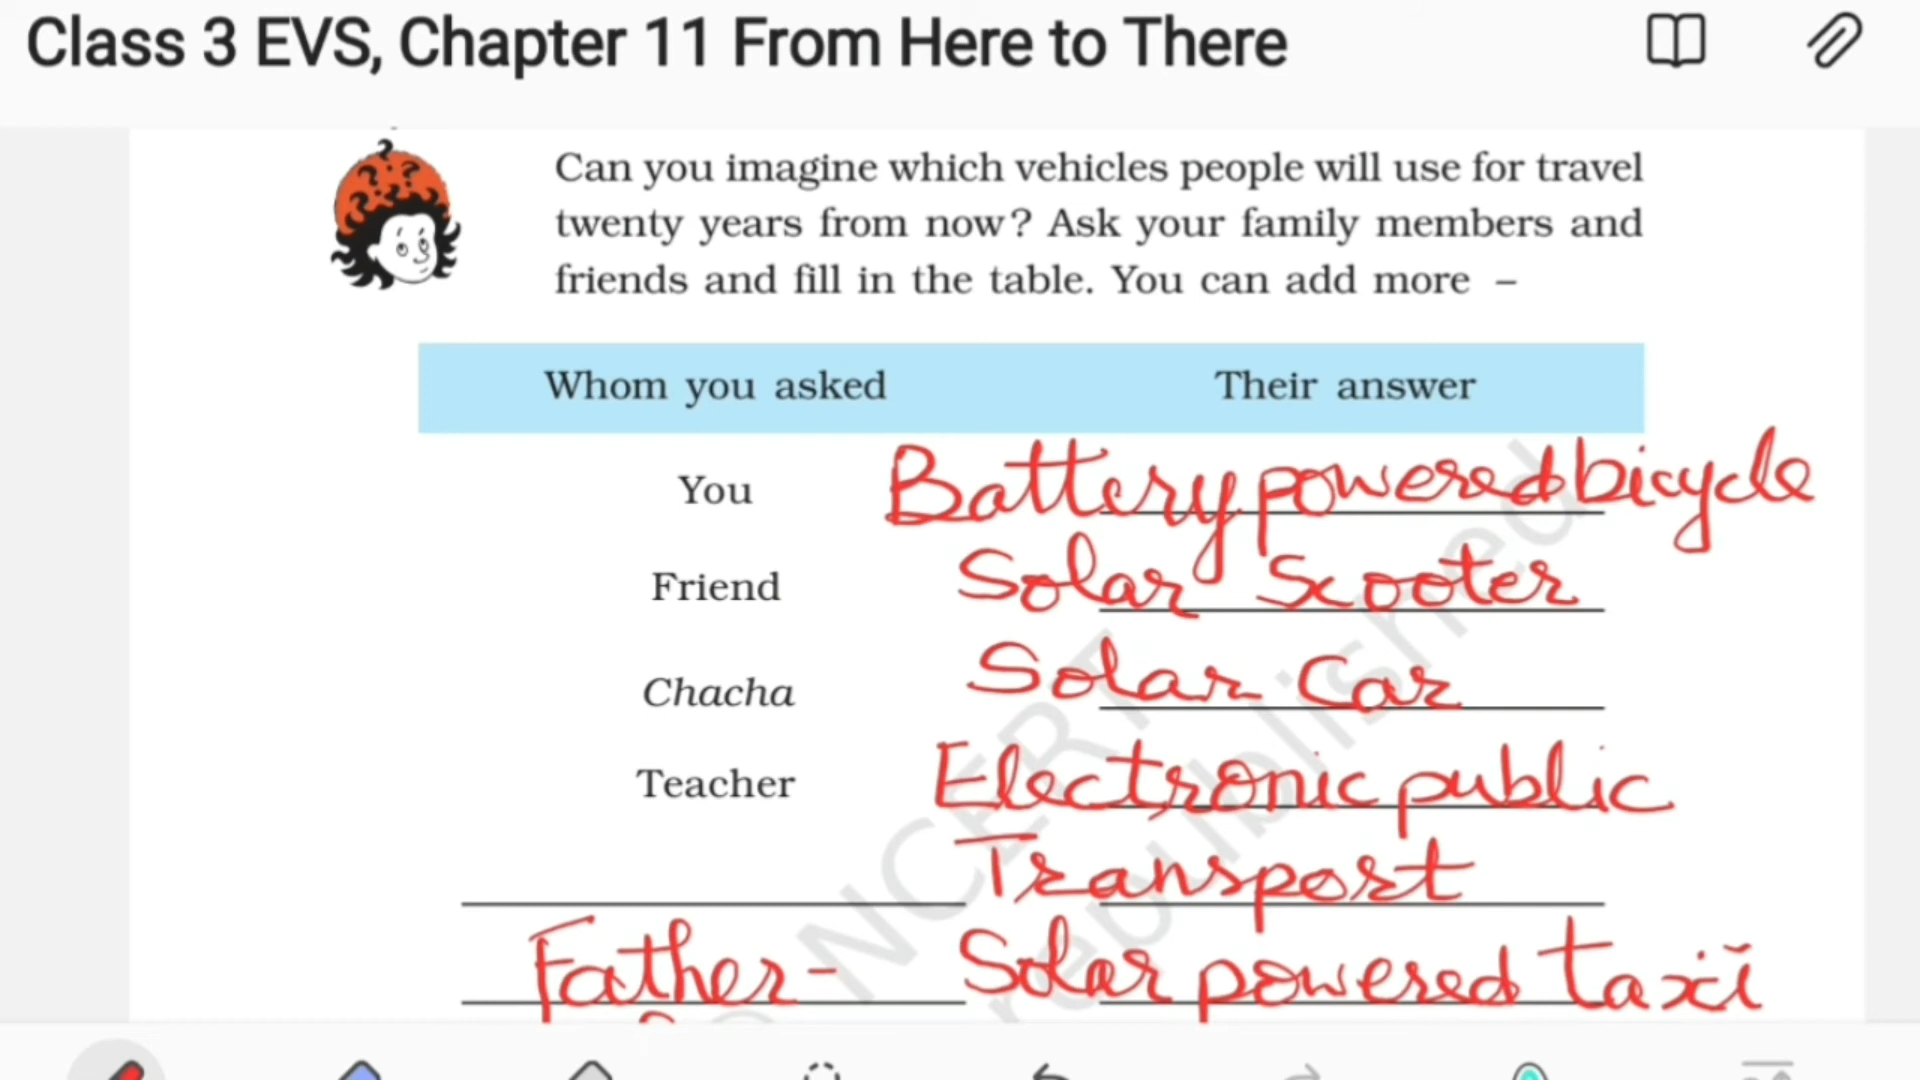 Class 3 EVS, Chapter 11 From Here to There
Can you imagine which vehicles people will use for travel
twenty years from now? Ask your family members and
friends and fill in the table. You can add more –
Whom you asked Their answer
You Battery powered bicycle
Friend Solar Scooter
Chacha Solar Car
Teacher Electronic public
Transport
Father - Solar powered taxi
NCERT
republished